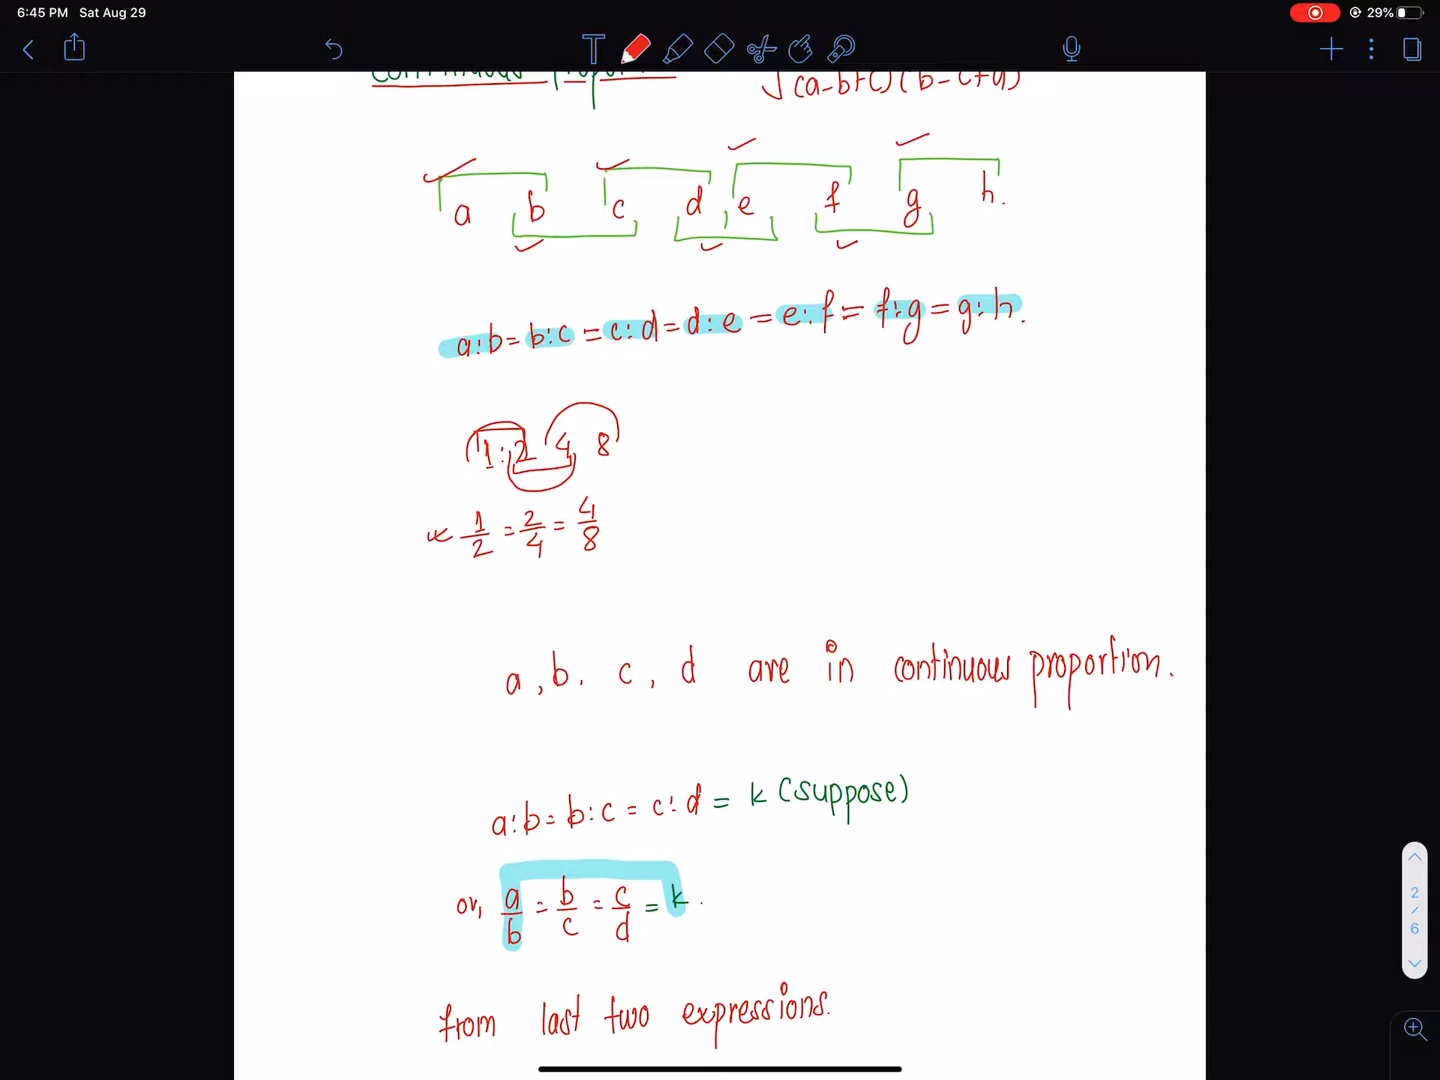 6:45 PM Sat Aug 29
29%
T
Continuous
√(a-b+c)(b-c+a)
a b c d e f g h.
a:b = b:c = c:d = d:e = e:f = f:g = g:h.
1:2 4 8
1/2 = 2/4 = 4/8
a, b, c, d are in continuous proportion.
a:b = b:c = c:d = k (suppose)
or, a/b = b/c = c/d = k.
from last two expressions.
2 / 6